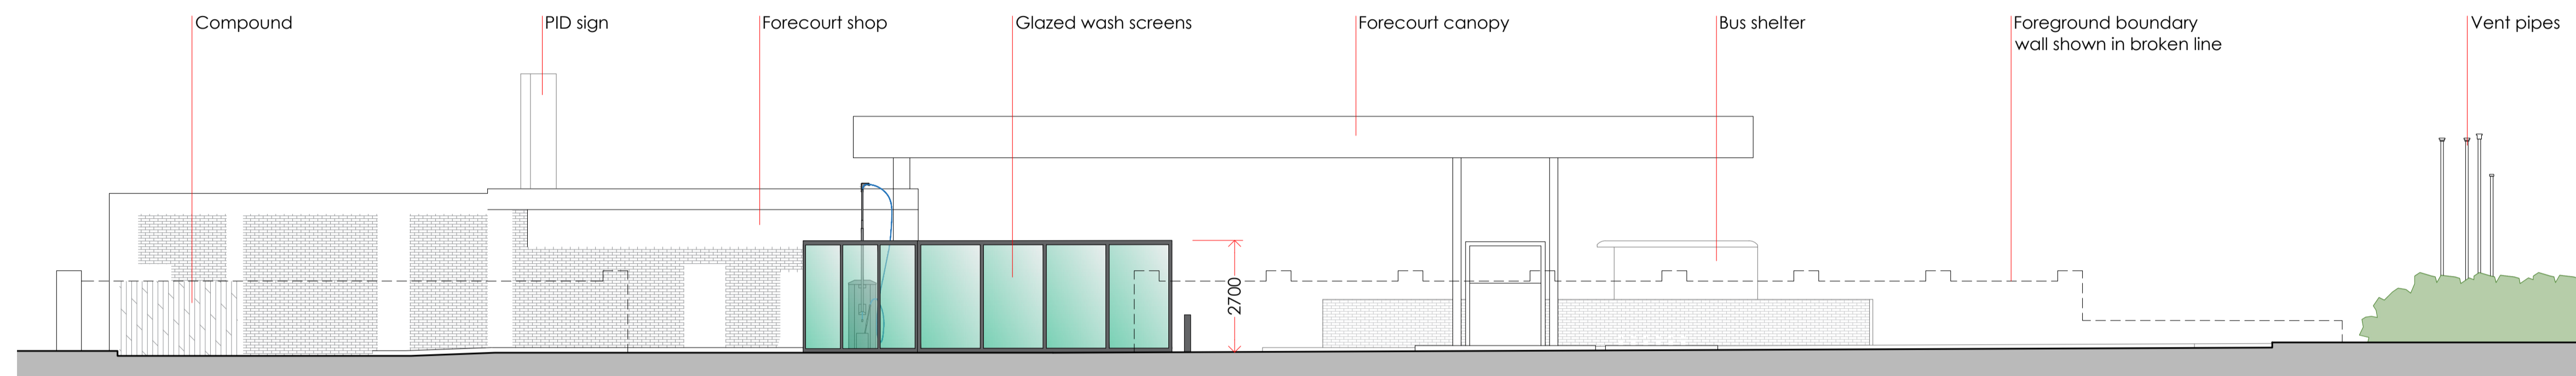 Compound
PID sign
Forecourt shop
Glazed wash screens
Forecourt canopy
Bus shelter
Foreground boundary
wall shown in broken line
Vent pipes
2700